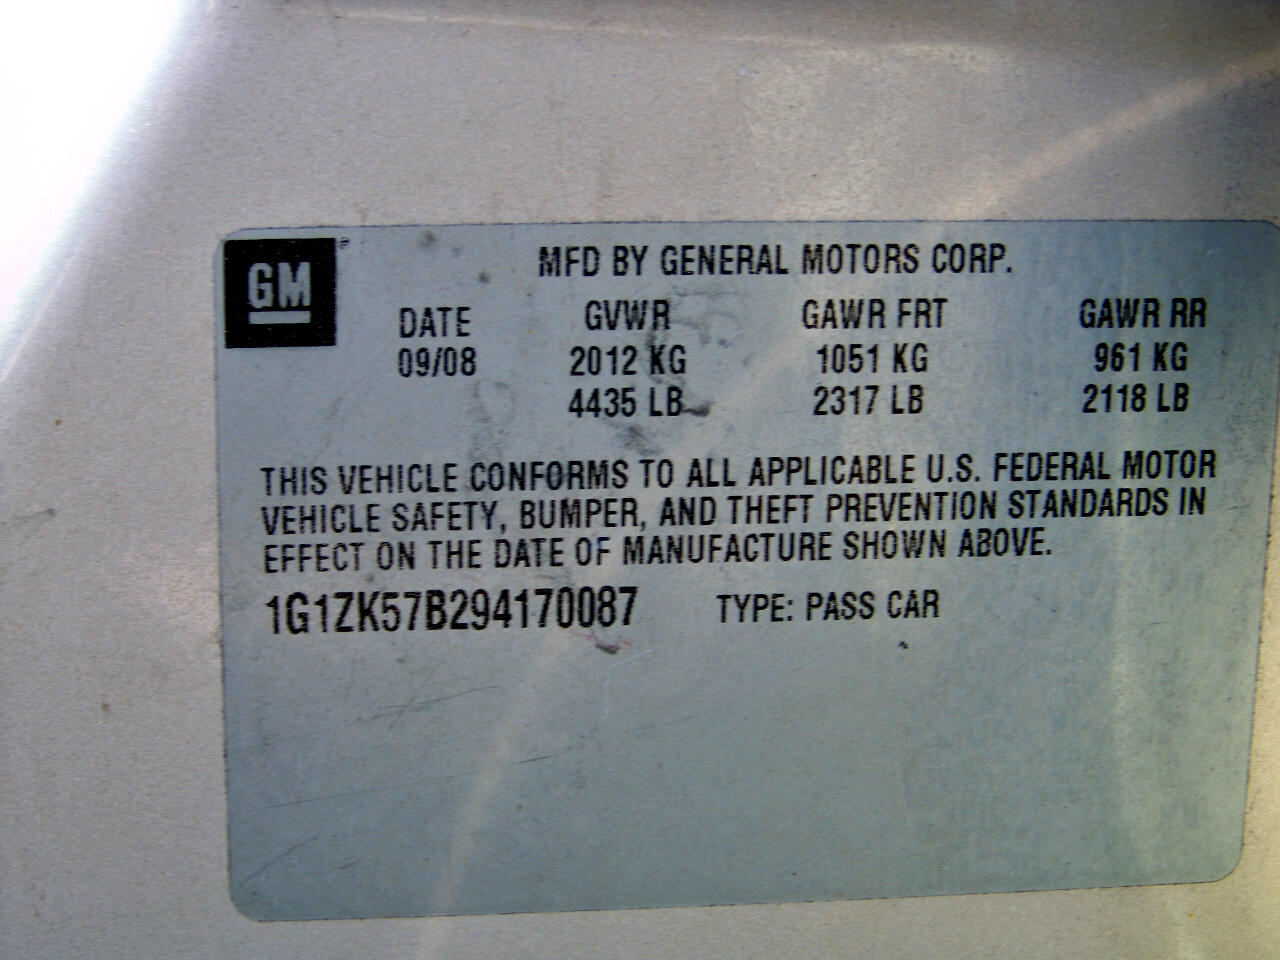 GM
MFD BY GENERAL MOTORS CORP.
DATE GVWR GAWR FRT GAWR RR
09/08 2012 KG 1051 KG 961 KG
4435 LB 2317 LB 2118 LB
THIS VEHICLE CONFORMS TO ALL APPLICABLE U.S. FEDERAL MOTOR
VEHICLE SAFETY, BUMPER, AND THEFT PREVENTION STANDARDS IN
EFFECT ON THE DATE OF MANUFACTURE SHOWN ABOVE.
1G1ZK57B294170087 TYPE: PASS CAR